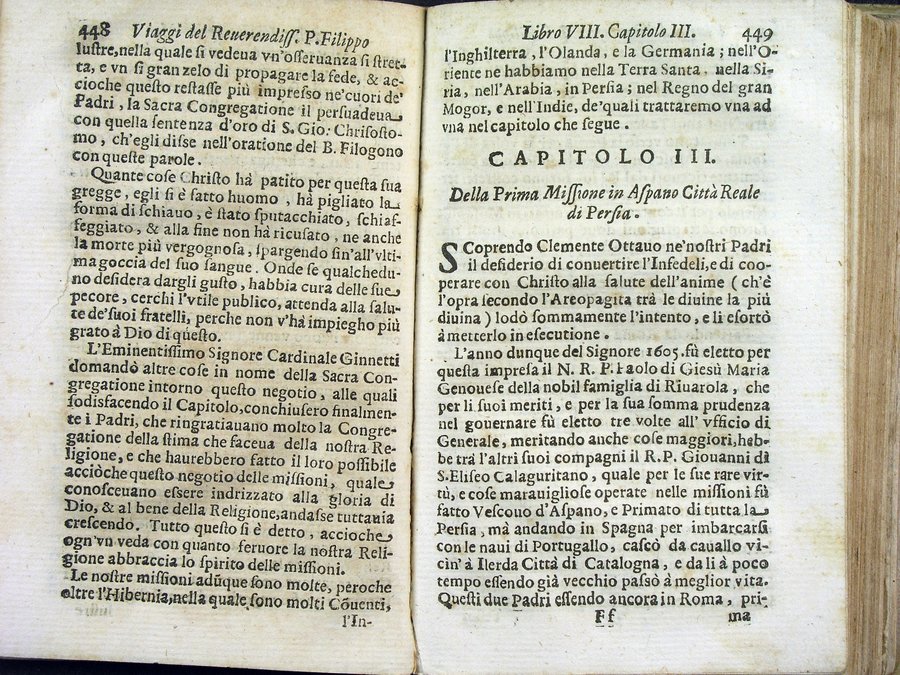 448 Viaggi del Reuerendiss. P. Filippo
lustre, nella quale si vedeua vn'osseruanza sì stret-
ta, e vn sì gran zelo di propagare la fede, & ac-
cioche questo restasse più impresso ne'cuori de'
Padri, la Sacra Congregatione il persuadeua
con quella sentenza d'oro di S. Gio: Chrisosto-
mo, ch'egli disse nell'oratione del B. Filogono
con queste parole.
Quante cose Christo hà patito per questa sua
gregge, egli si è fatto huomo, hà pigliato la
forma di schiauo, è stato sputacchiato, schiaf-
feggiato, & alla fine non hà ricusato, ne anche
la morte più vergognosa, spargendo fin'all'vlti-
ma goccia del suo sangue. Onde se qualchedu-
no desidera dargli gusto, habbia cura delle sue
pecore, cerchi l'vtile publico, attenda alla salu-
te de'suoi fratelli, perche non v'hà impiegho più
grato à Dio di questo.
L'Eminentissimo Signore Cardinale Ginnetti
domandò altre cose in nome della Sacra Con-
gregatione intorno questo negotio, alle quali
sodisfacendo il Capitolo, conchiusero finalmen-
te i Padri, che ringratiauano molto la Congre-
gatione della stima che faceua della nostra Re-
ligione, e che haurebbero fatto il loro possibile
acciòche questo negotio delle missioni, quale
conosceuano essere indrizzato alla gloria di
Dio, & al bene della Religione, andasse tuttauia
crescendo. Tutto questo si è detto, accioche
ogn'vn veda con quanto feruore la nostra Reli-
gione abbraccia lo spirito delle missioni.
Le nostre missioni adũque sono molte, peroche
oltre l'Hibernia, nella quale sono molti Cõuenti,
l'In-
Libro VIII. Capitolo III. 449
l'Inghilterra, l'Olanda, e la Germania; nell'O-
riente ne habbiamo nella Terra Santa, nella Si-
ria, nell'Arabia, in Persia; nel Regno del gran
Mogor, e nell'Indie, de'quali trattaremo vna ad
vna nel capitolo che segue.
CAPITOLO III.
Della Prima Missione in Aspano Città Reale
di Persia.
SCoprendo Clemente Ottauo ne'nostri Padri
il desiderio di conuertire l'Infedeli, e di coo-
perare con Christo alla salute dell'anime (ch'è
l'opra secondo l'Areopagita trà le diuine la più
diuina) lodò sommamente l'intento, e li esortò
à metterlo in esecutione.
L'anno dunque del Signore 1605. fù eletto per
questa impresa il N. R. P. Paolo di Giesù Maria
Genouese della nobil famiglia di Riuarola, che
per li suoi meriti, e per la sua somma prudenza
nel gouernare fù eletto tre volte all' vfficio di
Generale, meritando anche cose maggiori, heb-
be trà l'altri suoi compagni il R.P. Giouanni di
S. Eliseo Calaguritano, quale per le sue rare vir-
tù, e cose marauigliose operate nelle missioni fù
fatto Vescouo d'Aspano, e Primato di tutta la
Persia, mà andando in Spagna per imbarcarsi
con le naui di Portugallo, cascò da cauallo vi-
cin' à Ilerda Città di Catalogna, e da lì à poco
tempo essendo già vecchio passò à meglior vita.
Questi due Padri essendo ancora in Roma, pri-
F f ma